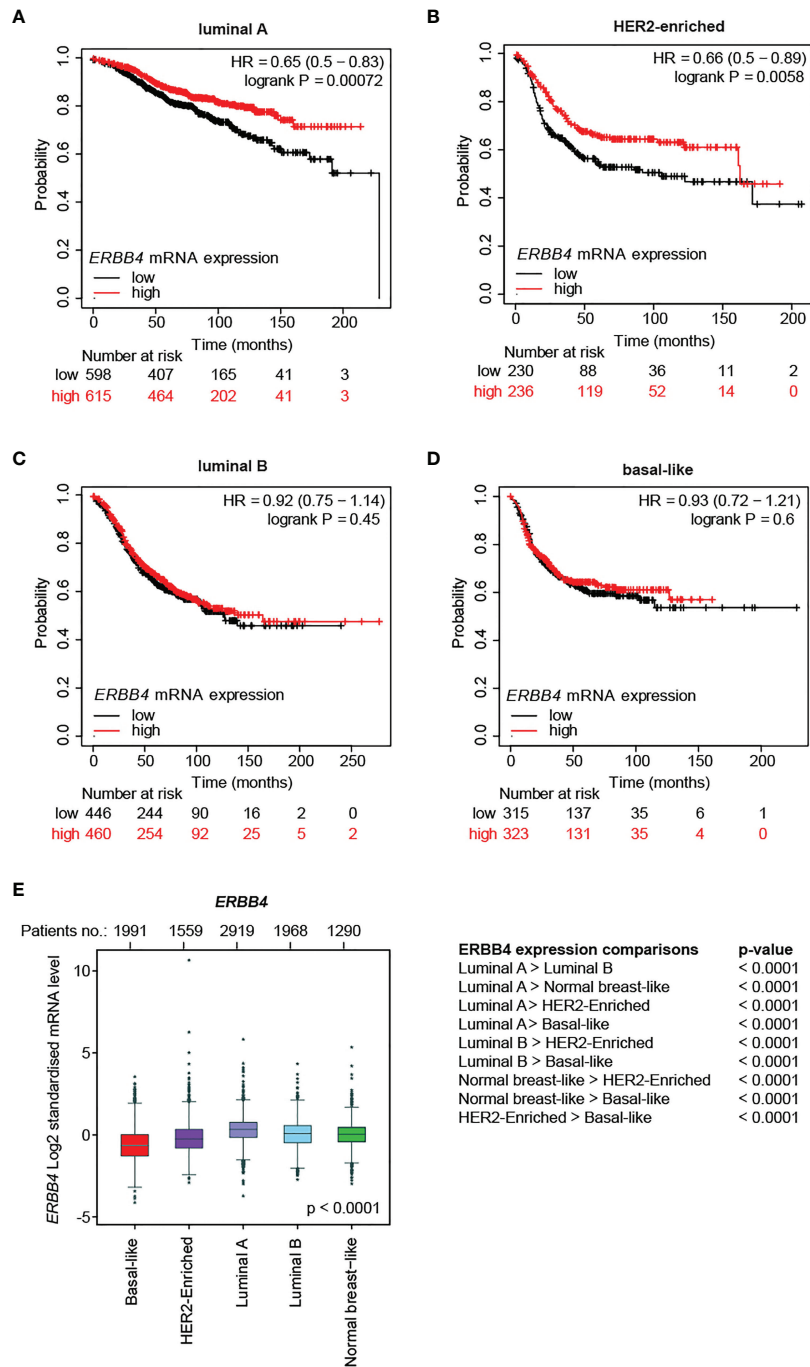 A
luminal A
HR = 0.65 (0.5 – 0.83)
logrank P = 0.00072
Probability
1.0
0.8
0.6
0.4
0.2
0.0
ERBB4 mRNA expression
low
high
0 50 100 150 200
Time (months)
Number at risk
low 598 407 165 41 3
high 615 464 202 41 3
B
HER2-enriched
HR = 0.66 (0.5 – 0.89)
logrank P = 0.0058
Probability
1.0
0.8
0.6
0.4
0.2
0.0
ERBB4 mRNA expression
low
high
0 50 100 150 200
Time (months)
Number at risk
low 230 88 36 11 2
high 236 119 52 14 0
C
luminal B
HR = 0.92 (0.75 – 1.14)
logrank P = 0.45
Probability
1.0
0.8
0.6
0.4
0.2
0.0
ERBB4 mRNA expression
low
high
0 50 100 150 200 250
Time (months)
Number at risk
low 446 244 90 16 2 0
high 460 254 92 25 5 2
D
basal-like
HR = 0.93 (0.72 – 1.21)
logrank P = 0.6
Probability
1.0
0.8
0.6
0.4
0.2
0.0
ERBB4 mRNA expression
low
high
0 50 100 150 200
Time (months)
Number at risk
low 315 137 35 6 1
high 323 131 35 4 0
E
ERBB4
Patients no.: 1991 1559 2919 1968 1290
ERBB4 Log2 standardised mRNA level
10
5
0
-5
p < 0.0001
Basal-like
HER2-Enriched
Luminal A
Luminal B
Normal breast-like
ERBB4 expression comparisons p-value
Luminal A > Luminal B < 0.0001
Luminal A > Normal breast-like < 0.0001
Luminal A> HER2-Enriched < 0.0001
Luminal A> Basal-like < 0.0001
Luminal B > HER2-Enriched < 0.0001
Luminal B > Basal-like < 0.0001
Normal breast-like > HER2-Enriched < 0.0001
Normal breast-like > Basal-like < 0.0001
HER2-Enriched > Basal-like < 0.0001